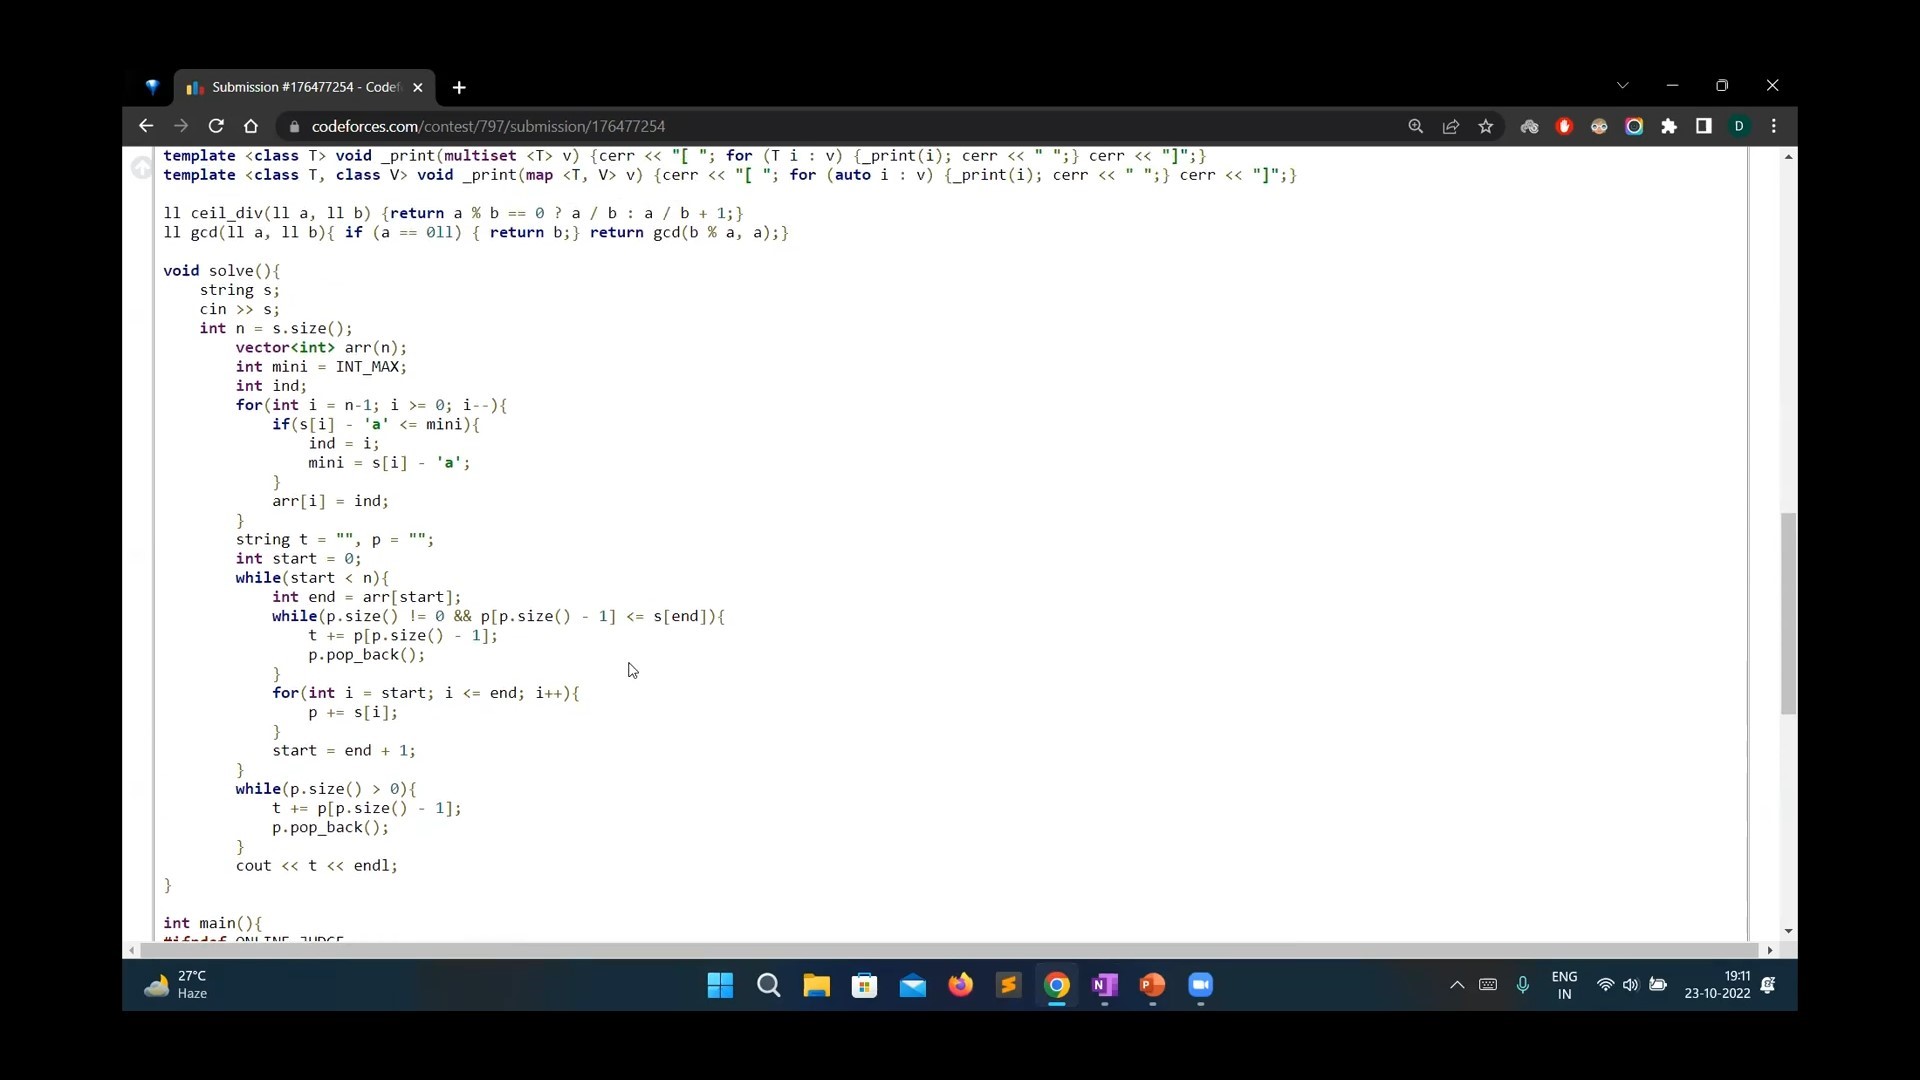 Submission #176477254 - Codef
codeforces.com/contest/797/submission/176477254
D
template <class T> void _print(multiset <T> v) {cerr << "[ "; for (T i : v) {_print(i); cerr << " ";} cerr << "]";}
template <class T, class V> void _print(map <T, V> v) {cerr << "[ "; for (auto i : v) {_print(i); cerr << " ";} cerr << "]";}
ll ceil_div(ll a, ll b) {return a % b == 0 ? a / b : a / b + 1;}
ll gcd(ll a, ll b){ if (a == 0ll) { return b;} return gcd(b % a, a);}
void solve(){
string s;
cin >> s;
int n = s.size();
vector<int> arr(n);
int mini = INT_MAX;
int ind;
for(int i = n-1; i >= 0; i--){
if(s[i] - 'a' <= mini){
ind = i;
mini = s[i] - 'a';
}
arr[i] = ind;
}
string t = "", p = "";
int start = 0;
while(start < n){
int end = arr[start];
while(p.size() != 0 && p[p.size() - 1] <= s[end]){
t += p[p.size() - 1];
p.pop_back();
}
for(int i = start; i <= end; i++){
p += s[i];
}
start = end + 1;
}
while(p.size() > 0){
t += p[p.size() - 1];
p.pop_back();
}
cout << t << endl;
}
int main(){
#ifndef ONLINE_JUDGE
27°C
Haze
N
P
ENG
IN
19:11
23-10-2022